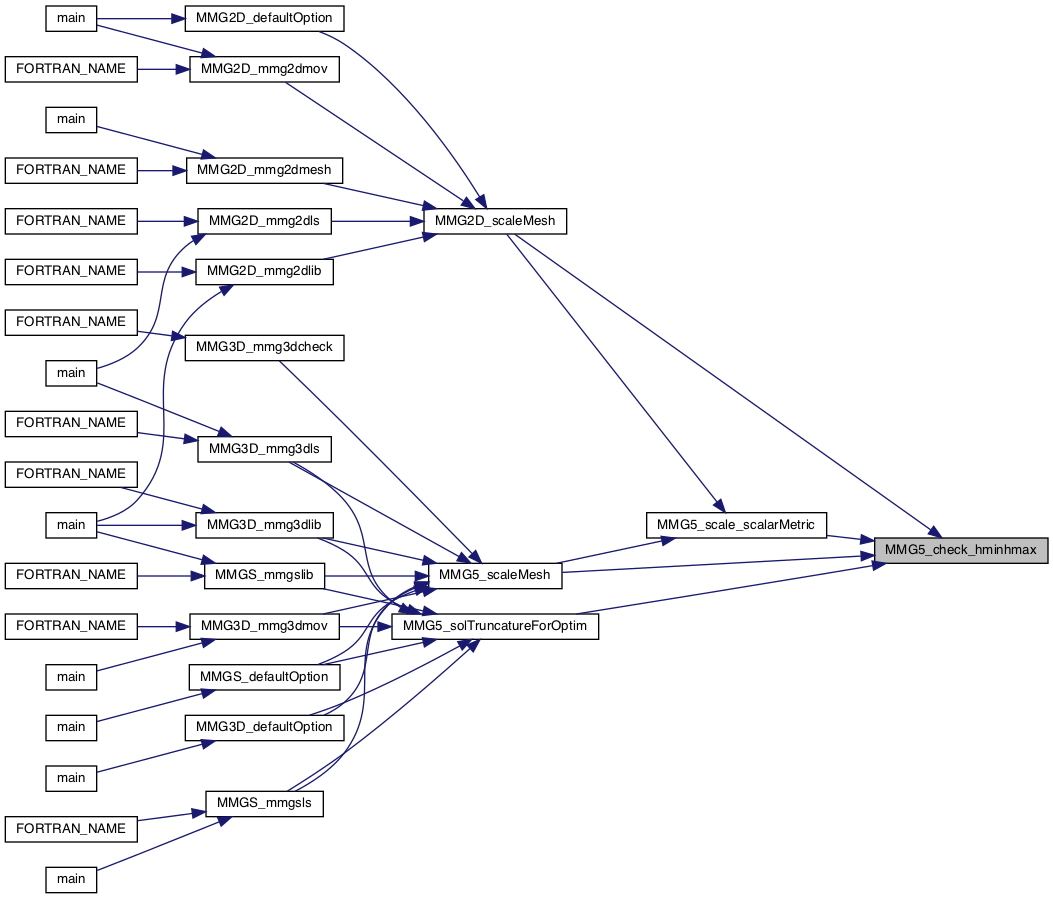 main
MMG2D_defaultOption
FORTRAN_NAME
MMG2D_mmg2dmov
main
FORTRAN_NAME
MMG2D_mmg2dmesh
FORTRAN_NAME
MMG2D_mmg2dls
MMG2D_scaleMesh
FORTRAN_NAME
MMG2D_mmg2dlib
FORTRAN_NAME
MMG3D_mmg3dcheck
main
FORTRAN_NAME
MMG3D_mmg3dls
FORTRAN_NAME
main
MMG3D_mmg3dlib
MMG5_scale_scalarMetric
MMG5_check_hminhmax
FORTRAN_NAME
MMGS_mmgslib
MMG5_scaleMesh
FORTRAN_NAME
MMG3D_mmg3dmov
MMG5_solTruncatureForOptim
main
MMGS_defaultOption
main
MMG3D_defaultOption
main
MMGS_mmgsls
FORTRAN_NAME
main